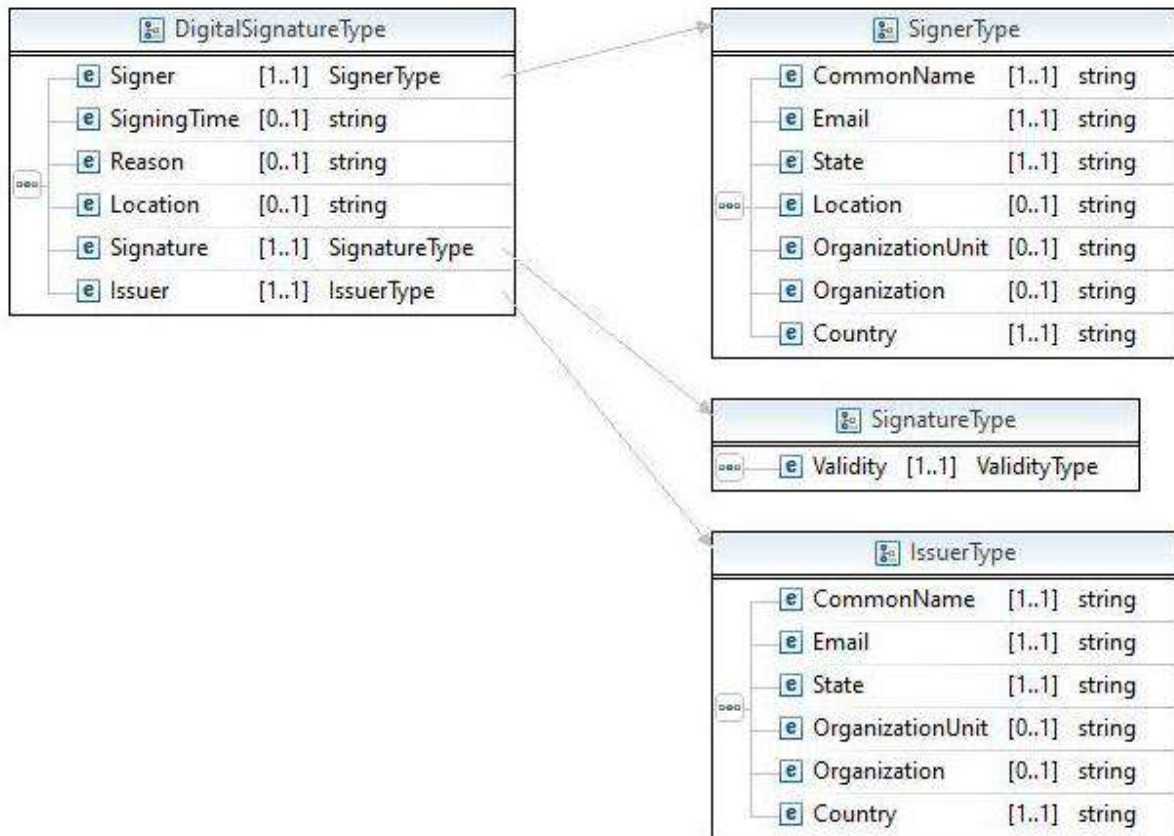 DigitalSignatureType
e Signer [1..1] SignerType
e SigningTime [0..1] string
e Reason [0..1] string
e Location [0..1] string
e Signature [1..1] SignatureType
e Issuer [1..1] IssuerType
SignerType
e CommonName [1..1] string
e Email [1..1] string
e State [1..1] string
e Location [0..1] string
e OrganizationUnit [0..1] string
e Organization [0..1] string
e Country [1..1] string
SignatureType
e Validity [1..1] ValidityType
IssuerType
e CommonName [1..1] string
e Email [1..1] string
e State [1..1] string
e OrganizationUnit [0..1] string
e Organization [0..1] string
e Country [1..1] string